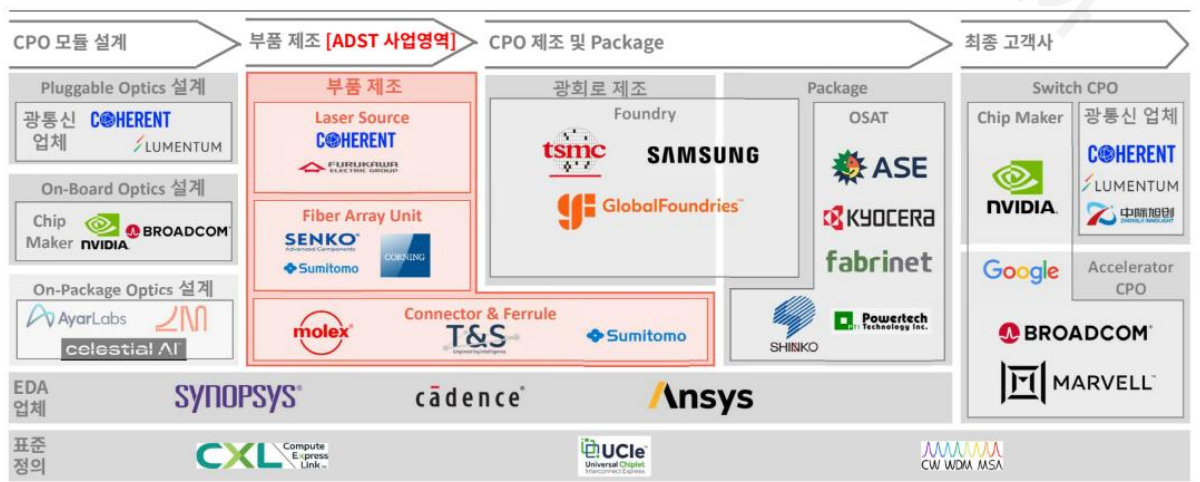 CPO 모듈 설계
부품 제조 [ADST 사업영역]
CPO 제조 및 Package
최종 고객사
Pluggable Optics 설계
광통신
업체
COHERENT
LUMENTUM
On-Board Optics 설계
Chip
Maker
NVIDIA
BROADCOM
On-Package Optics 설계
AyarLabs
celestial AI
부품 제조
Laser Source
COHERENT
FURUKAWA
ELECTRIC GROUP
Fiber Array Unit
SENKO
Advanced Components
CORNING
Sumitomo
Connector & Ferrule
molex
T&S
Engineering Intelligence
Sumitomo
광회로 제조
Foundry
tsmc
SAMSUNG
GlobalFoundries
Package
OSAT
ASE
KYOCERA
fabrinet
SHINKO
PTI
Powertech
Technology Inc.
Switch CPO
Chip Maker
NVIDIA
광통신 업체
COHERENT
LUMENTUM
中际旭创
ZHONGJI INNOLIGHT
Google
Accelerator
CPO
BROADCOM
MARVELL
EDA
업체
SYNOPSYS
cādence
Ansys
표준
정의
CXL
Compute
Express
Link
UCIe
Universal Chiplet
Interconnect Express
CW WDM MSA